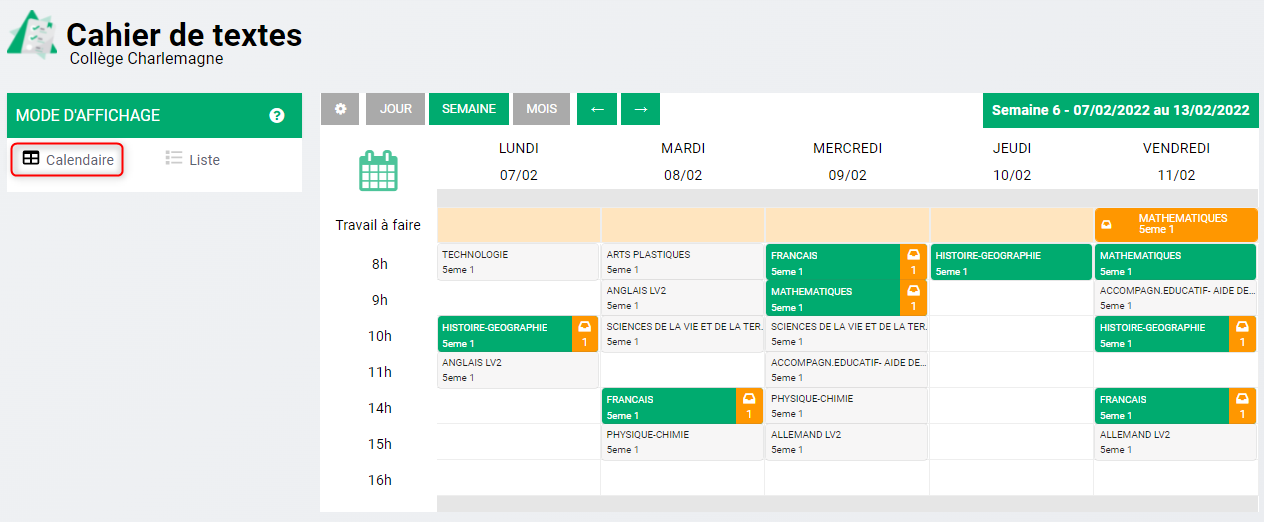 Cahier de textes
Collège Charlemagne
MODE D'AFFICHAGE
?
Calendaire
Liste
JOUR
SEMAINE
MOIS
←
→
Semaine 6 - 07/02/2022 au 13/02/2022
LUNDI
07/02
MARDI
08/02
MERCREDI
09/02
JEUDI
10/02
VENDREDI
11/02
Travail à faire
MATHEMATIQUES
5eme 1
8h
TECHNOLOGIE
5eme 1
ARTS PLASTIQUES
5eme 1
FRANCAIS
5eme 1
1
HISTOIRE-GEOGRAPHIE
5eme 1
MATHEMATIQUES
5eme 1
9h
ANGLAIS LV2
5eme 1
MATHEMATIQUES
5eme 1
1
ACCOMPAGN.EDUCATIF- AIDE DE...
5eme 1
10h
HISTOIRE-GEOGRAPHIE
5eme 1
1
SCIENCES DE LA VIE ET DE LA TER.
5eme 1
SCIENCES DE LA VIE ET DE LA TER.
5eme 1
HISTOIRE-GEOGRAPHIE
5eme 1
1
11h
ANGLAIS LV2
5eme 1
ACCOMPAGN.EDUCATIF- AIDE DE...
5eme 1
14h
FRANCAIS
5eme 1
1
PHYSIQUE-CHIMIE
5eme 1
FRANCAIS
5eme 1
1
15h
PHYSIQUE-CHIMIE
5eme 1
ALLEMAND LV2
5eme 1
ALLEMAND LV2
5eme 1
16h